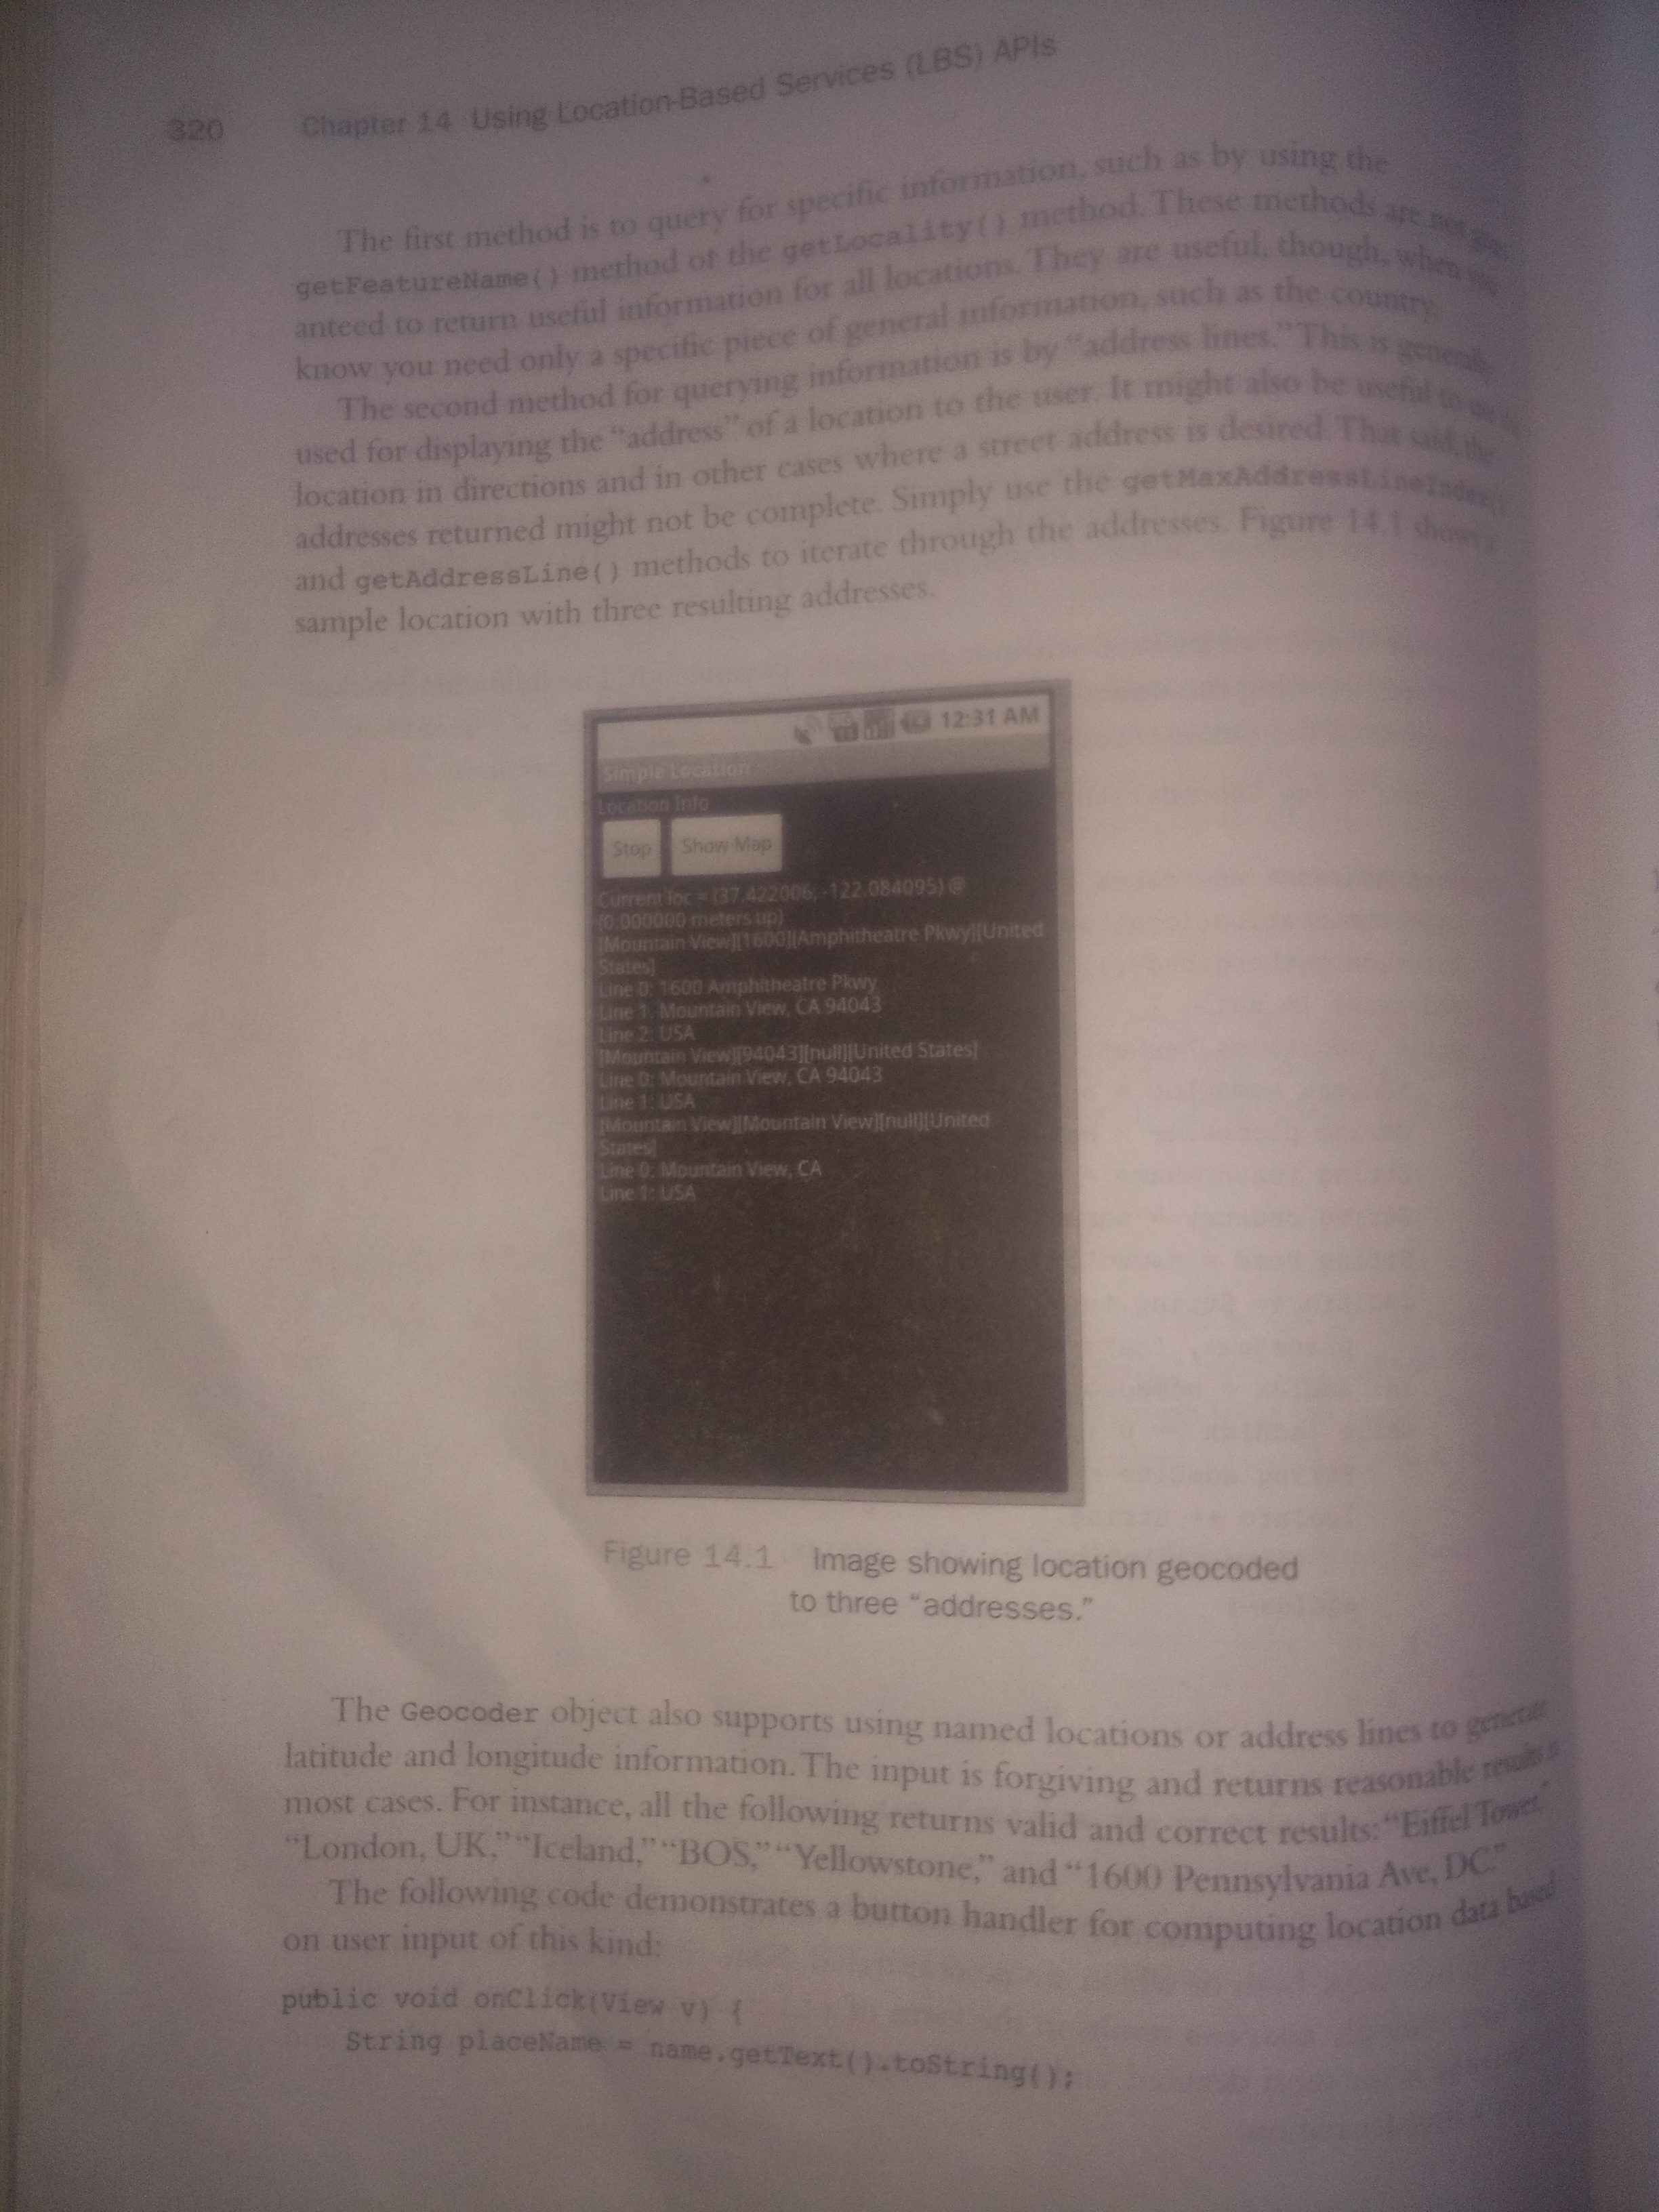 320 Chapter 14 Using Location-Based Services (LBS) APIs
The first method is to query for specific information, such as by using the
getFeatureName() method of the getLocality() method. These methods are not
anteed to return useful information for all locations. They are useful, though, when you
know you need only a specific piece of general information, such as the country.
The second method for querying information is by “address lines.” This is generally
used for displaying the “address” of a location to the user. It might also be useful to use the
location in directions and in other cases where a street address is desired. That said, the
addresses returned might not be complete. Simply use the getMaxAddressLineIndex()
and getAddressLine() methods to iterate through the addresses. Figure 14.1 shows a
sample location with three resulting addresses.
12:31 AM
Simple Location
Location Info
Stop Show Map
Current loc = (37.422006, -122.084095) @
(0.000000 meters up)
[Mountain View][1600][Amphitheatre Pkwy][United
States]
Line 0: 1600 Amphitheatre Pkwy
Line 1: Mountain View, CA 94043
Line 2: USA
[Mountain View][94043][null][United States]
Line 0: Mountain View, CA 94043
Line 1: USA
[Mountain View][Mountain View][null][United
States]
Line 0: Mountain View, CA
Line 1: USA
Figure 14.1 Image showing location geocoded
to three “addresses.”
The Geocoder object also supports using named locations or address lines to generate
latitude and longitude information. The input is forgiving and returns reasonable results in
most cases. For instance, all the following returns valid and correct results: “Eiffel Tower,”
“London, UK,” “Iceland,” “BOS,” “Yellowstone,” and “1600 Pennsylvania Ave, DC.”
The following code demonstrates a button handler for computing location data based
on user input of this kind:
public void onClick(View v) {
String placeName = name.getText().toString();